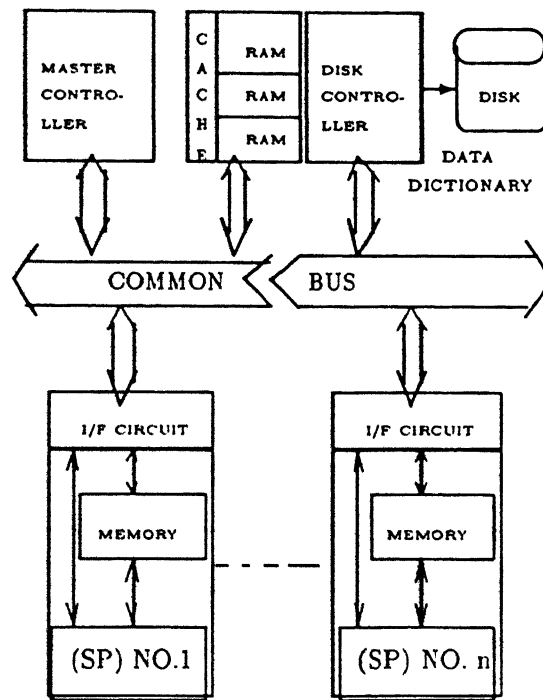 MASTER
CONTRO-
LLER
CACHE
RAM
RAM
RAM
DISK
CONTRO-
LLER
DISK
DATA
DICTIONARY
COMMON BUS
I/F CIRCUIT
MEMORY
(SP) NO.1
I/F CIRCUIT
MEMORY
(SP) NO. n